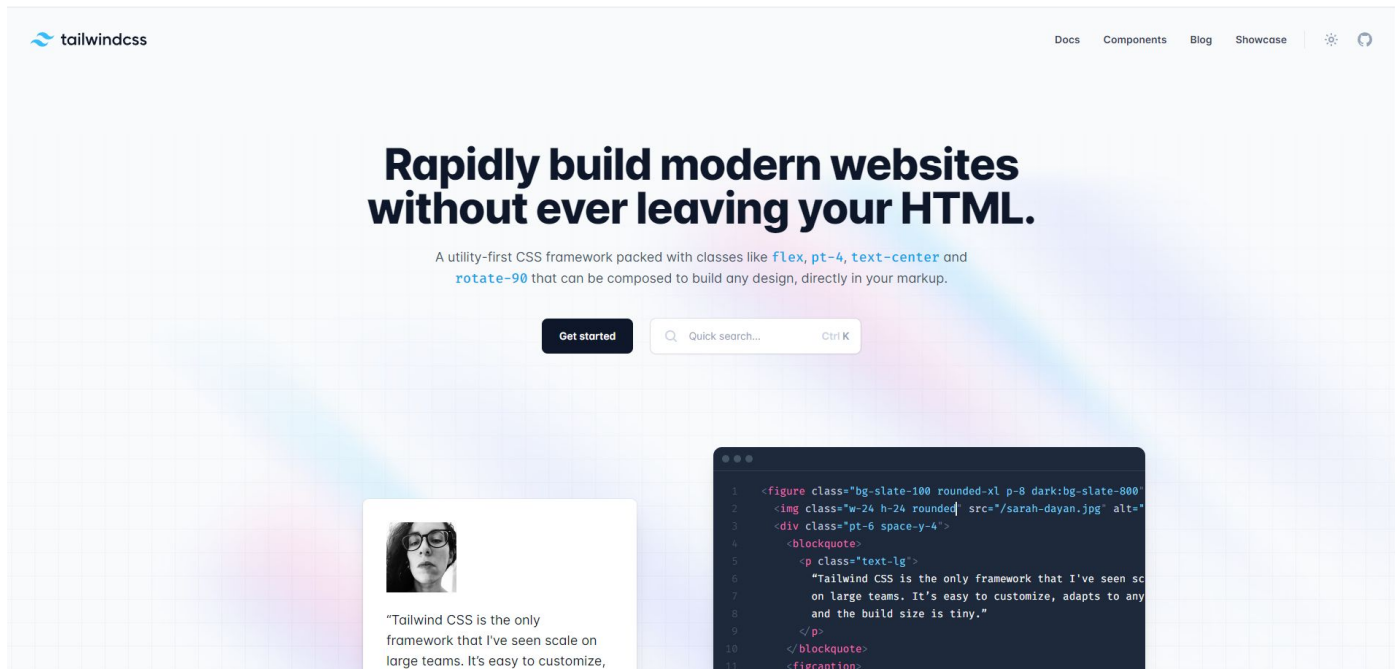 tailwindcss
Docs Components Blog Showcase
Rapidly build modern websites
without ever leaving your HTML.
A utility-first CSS framework packed with classes like flex, pt-4, text-center and
rotate-90 that can be composed to build any design, directly in your markup.
Get started
Quick search... Ctrl K
“Tailwind CSS is the only
framework that I've seen scale on
large teams. It’s easy to customize,
1 <figure class="bg-slate-100 rounded-xl p-8 dark:bg-slate-800"
2 <img class="w-24 h-24 rounded" src="/sarah-dayan.jpg" alt="
3 <div class="pt-6 space-y-4">
4 <blockquote>
5 <p class="text-lg">
6 “Tailwind CSS is the only framework that I've seen sc
7 on large teams. It’s easy to customize, adapts to any
8 and the build size is tiny.”
9 </p>
10 </blockquote>
11 <figcaption>